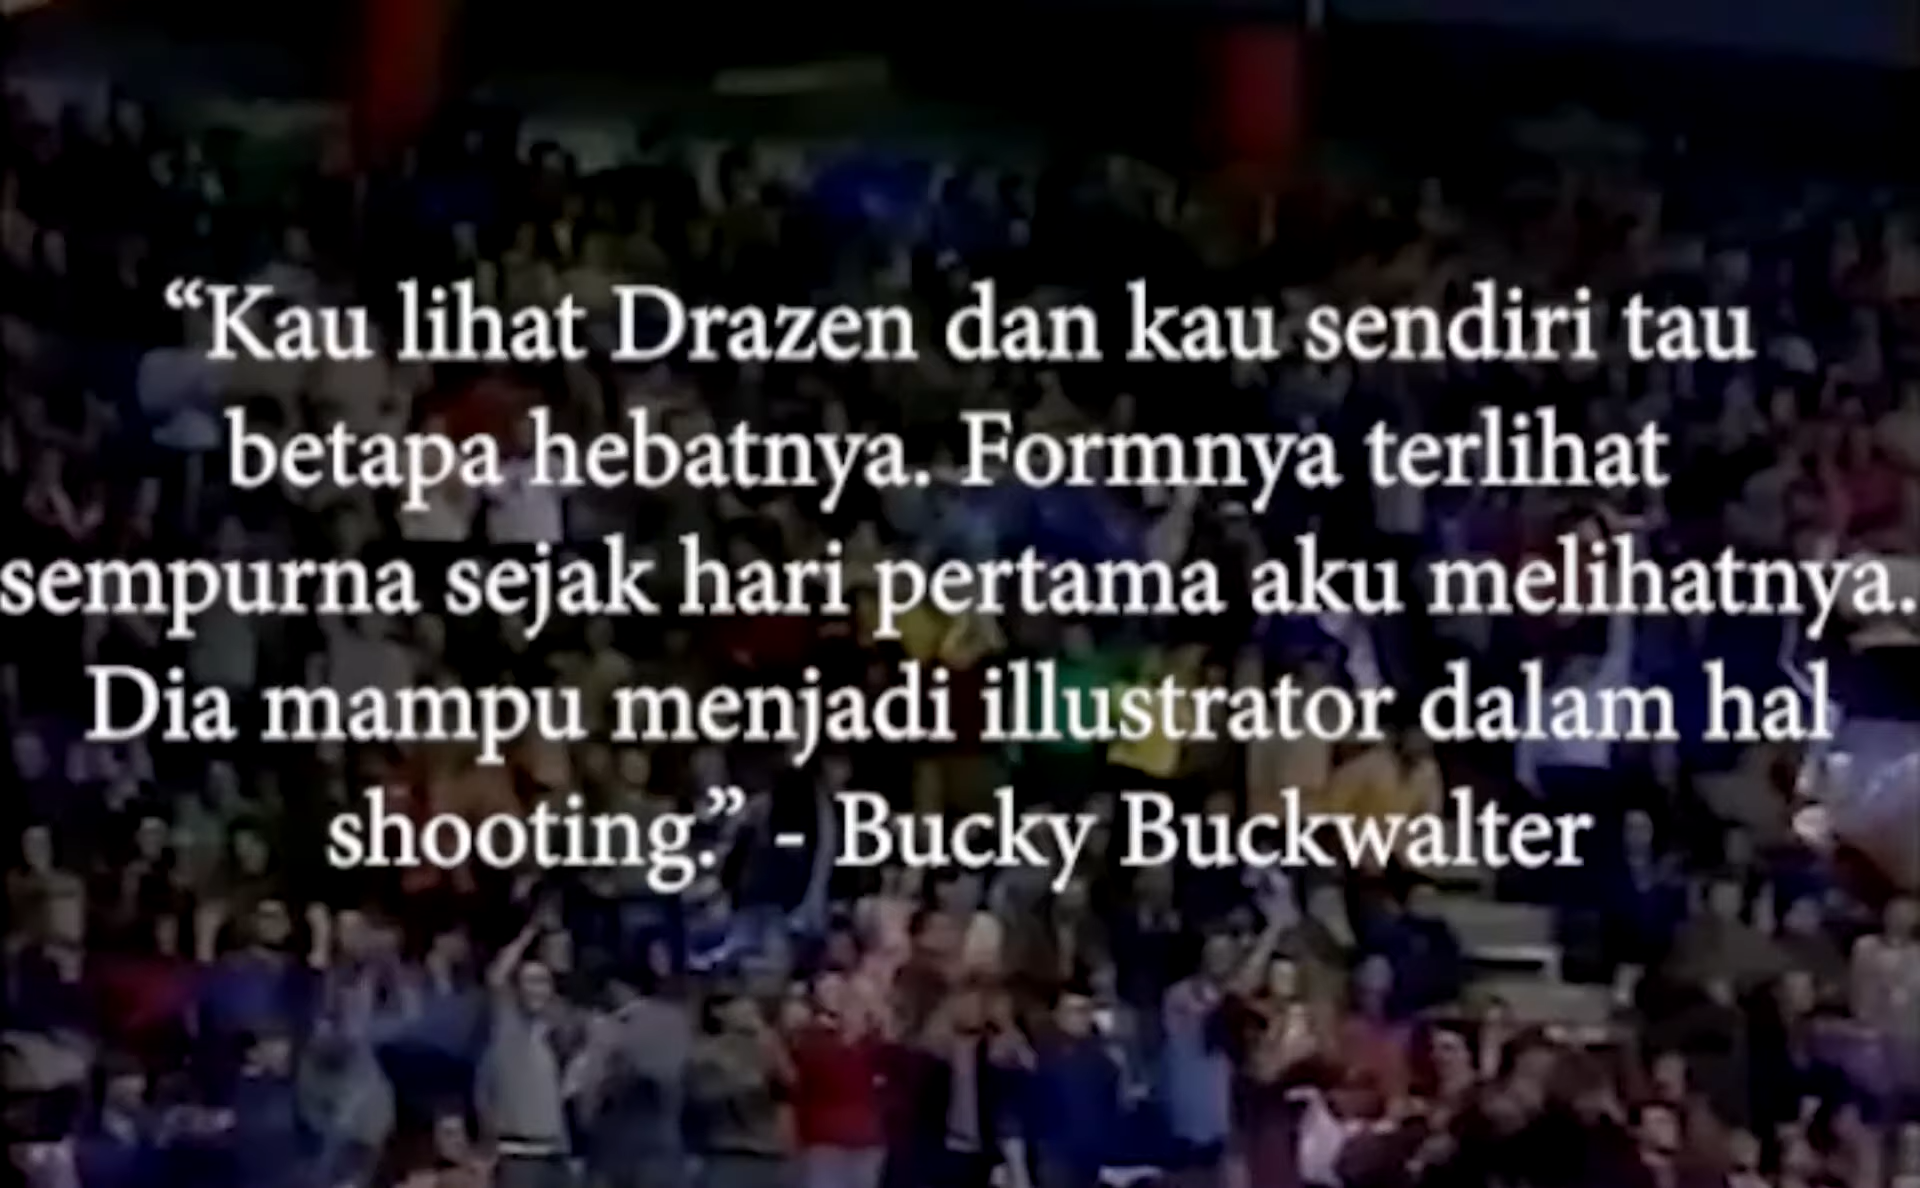 “Kau lihat Drazen dan kau sendiri tau
betapa hebatnya. Formnya terlihat
sempurna sejak hari pertama aku melihatnya.
Dia mampu menjadi illustrator dalam hal
shooting.” - Bucky Buckwalter